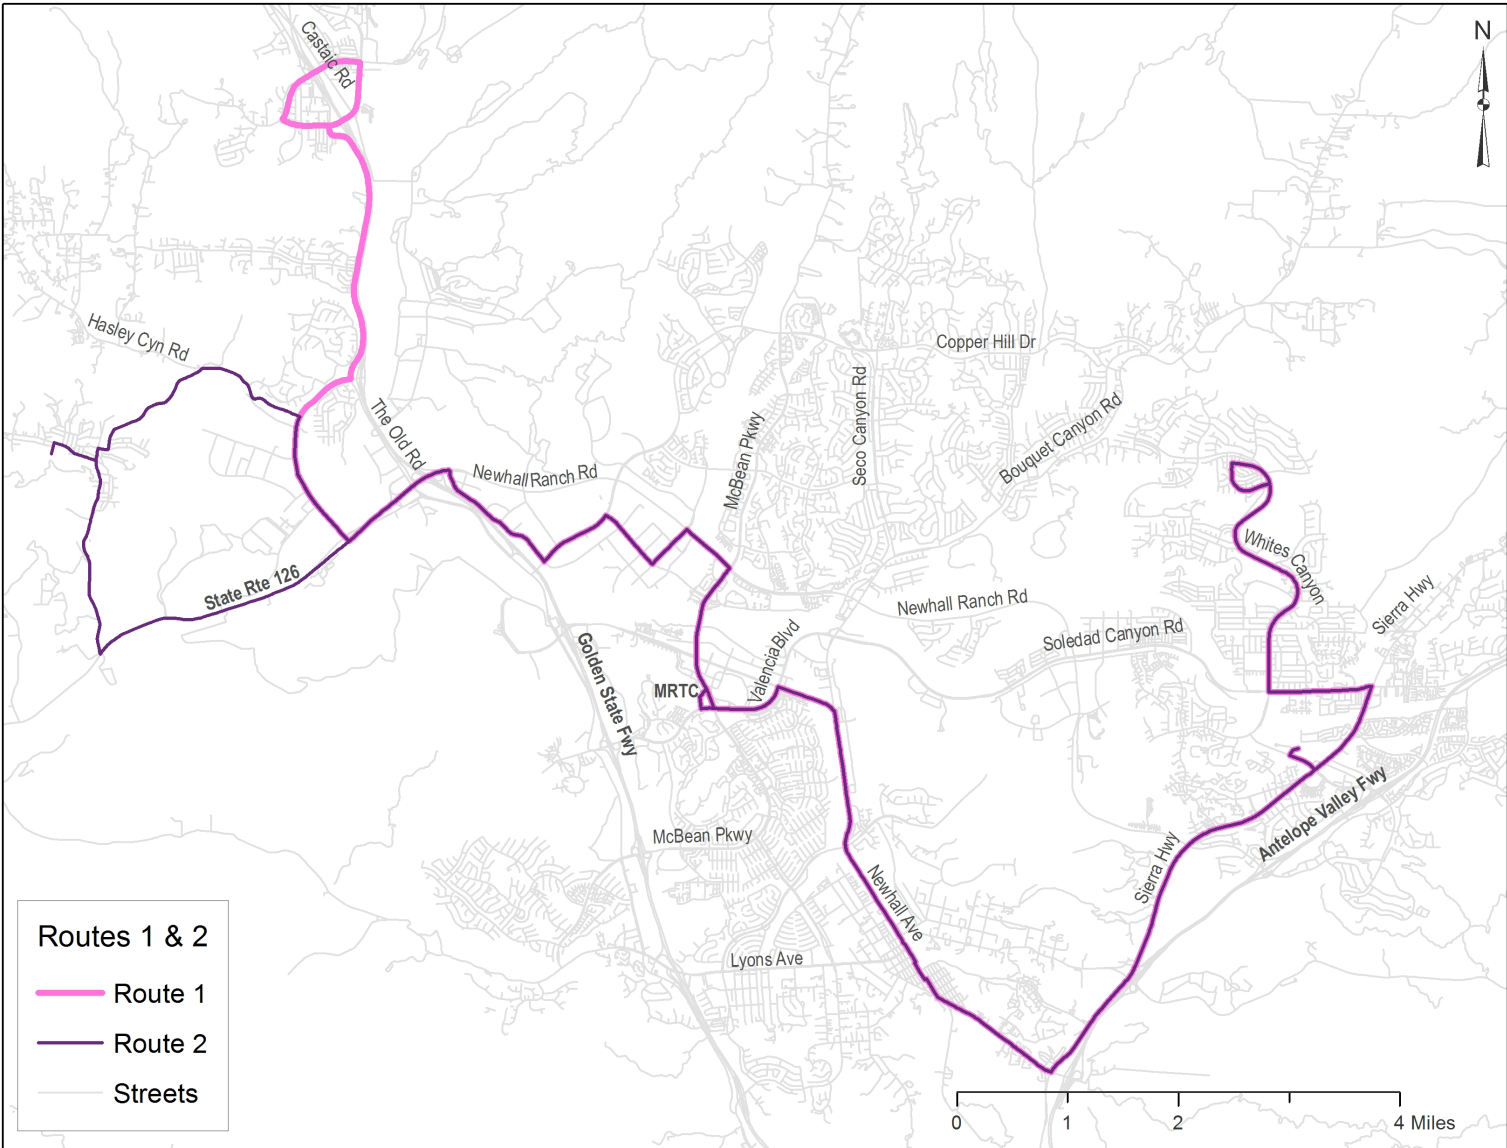 N
Castaic Rd
Hasley Cyn Rd
Copper Hill Dr
The Old Rd
Seco Canyon Rd
McBean Pkwy
Bouquet Canyon Rd
Newhall Ranch Rd
Whites Canyon
State Rte 126
Newhall Ranch Rd
Sierra Hwy
Soledad Canyon Rd
Valencia Blvd
Golden State Fwy
MRTC
McBean Pkwy
Antelope Valley Fwy
Sierra Hwy
Newhall Ave
Lyons Ave
Routes 1 & 2
Route 1
Route 2
Streets
0 1 2 4 Miles